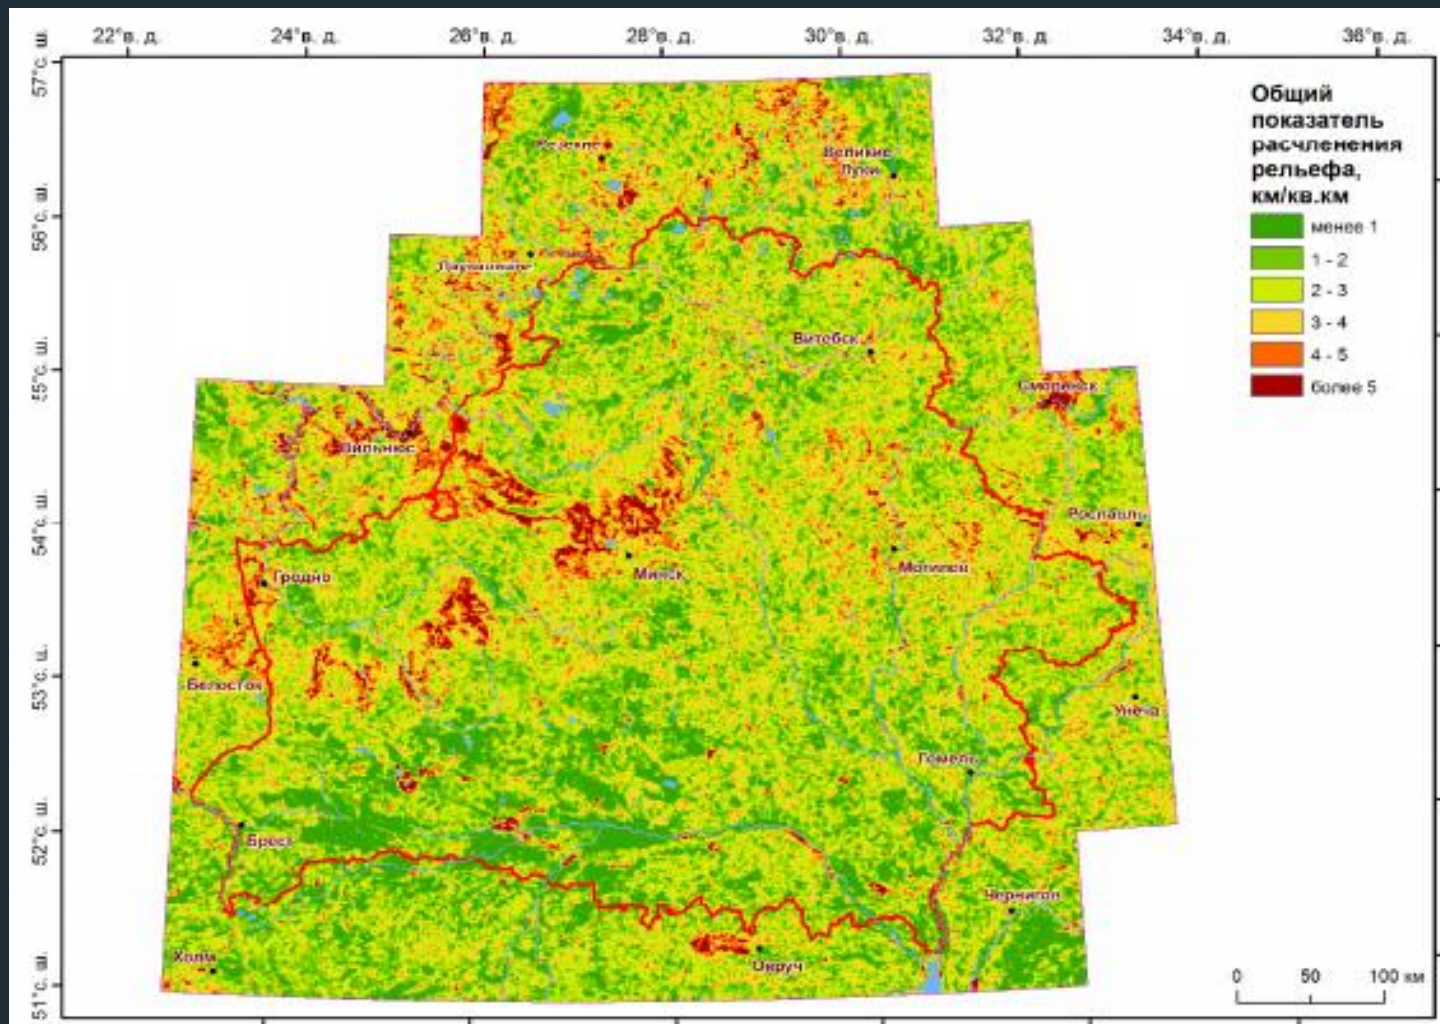 22°в. д. 24°в. д. 26°в. д. 28°в. д. 30°в. д. 32°в. д. 34°в. д. 36°в. д.
57°с. ш.
56°с. ш.
55°с. ш.
54°с. ш.
53°с. ш.
52°с. ш.
51°с. ш.
Общий
показатель
расчленения
рельефа,
км/кв.км
менее 1
1 - 2
2 - 3
3 - 4
4 - 5
более 5
Резекне
Великие
Луки
Даугавпилс
Витебск
Смоленск
Вильнюс
Рославль
Гродно
Минск
Могилев
Белосток
Унеча
Гомель
Брест
Чернигов
Холм
Овруч
0 50 100 км